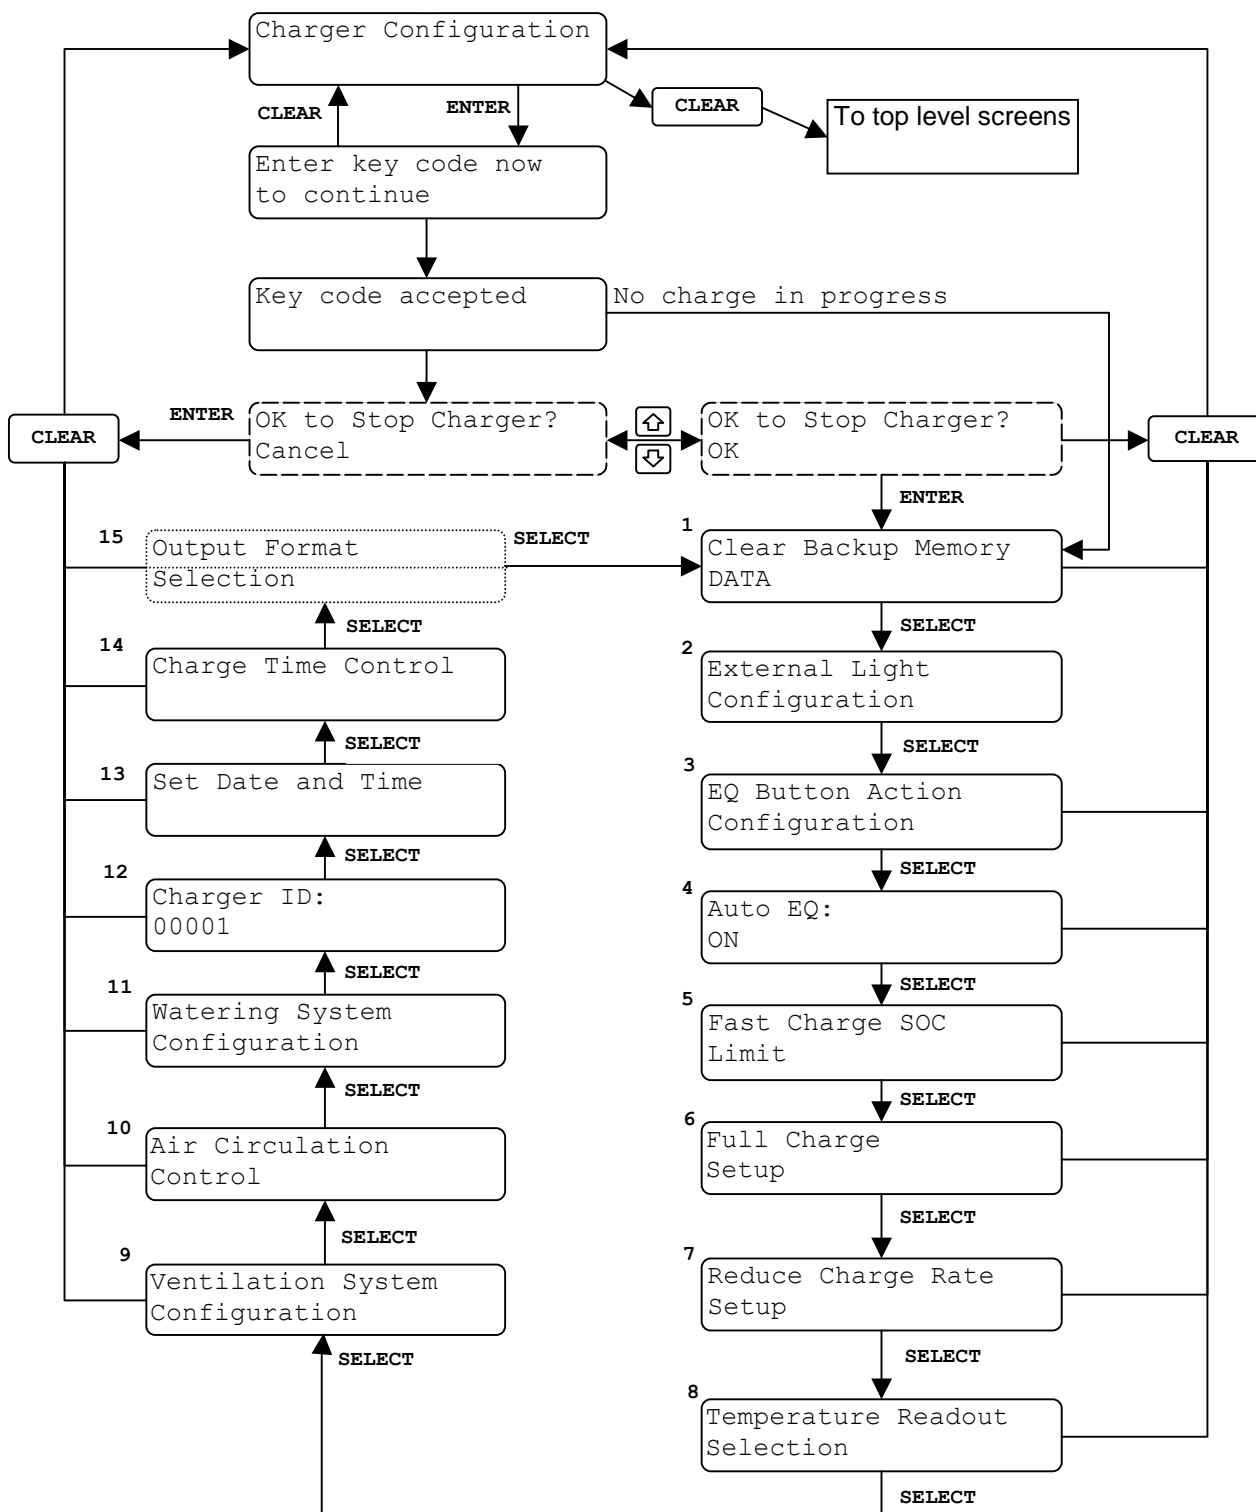 Charger Configuration
CLEAR
ENTER
CLEAR
To top level screens
Enter key code now
to continue
Key code accepted
No charge in progress
CLEAR
ENTER
OK to Stop Charger?
Cancel
OK to Stop Charger?
OK
CLEAR
ENTER
1
Clear Backup Memory
DATA
SELECT
2
External Light
Configuration
SELECT
3
EQ Button Action
Configuration
SELECT
4
Auto EQ:
ON
SELECT
5
Fast Charge SOC
Limit
SELECT
6
Full Charge
Setup
SELECT
7
Reduce Charge Rate
Setup
SELECT
8
Temperature Readout
Selection
SELECT
15
Output Format
Selection
SELECT
SELECT
14
Charge Time Control
SELECT
13
Set Date and Time
SELECT
12
Charger ID:
00001
SELECT
11
Watering System
Configuration
SELECT
10
Air Circulation
Control
SELECT
9
Ventilation System
Configuration
SELECT